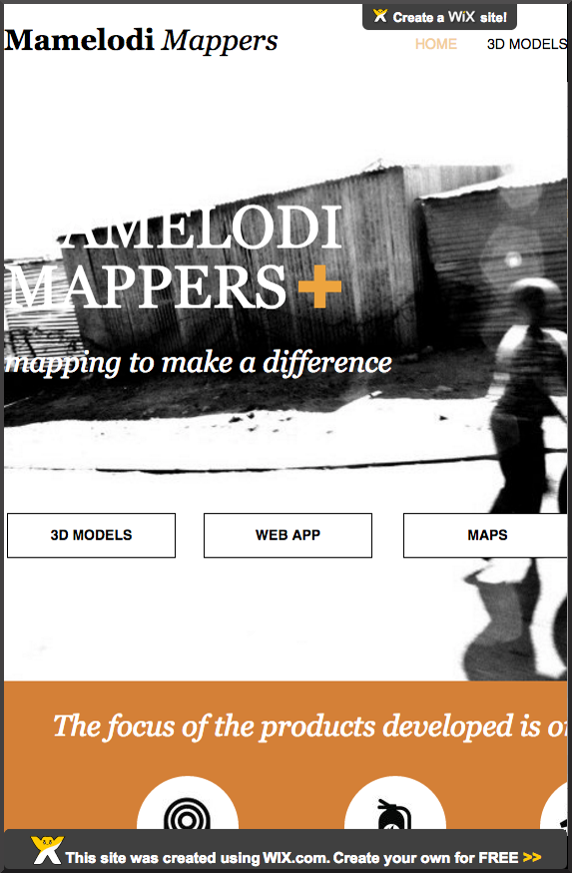 Create a WiX site!
Mamelodi Mappers
HOME
3D MODELS
MAMELODI
MAPPERS+
mapping to make a difference
3D MODELS
WEB APP
MAPS
The focus of the products developed is
This site was created using WIX.com. Create your own for FREE >>